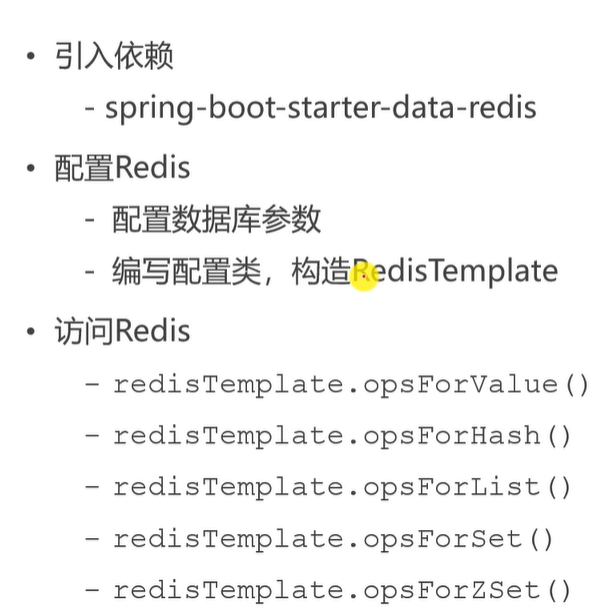 • 引入依赖
- spring-boot-starter-data-redis
• 配置Redis
- 配置数据库参数
- 编写配置类，构造RedisTemplate
• 访问Redis
– redisTemplate.opsForValue()
– redisTemplate.opsForHash()
– redisTemplate.opsForList()
– redisTemplate.opsForSet()
– redisTemplate.opsForZSet()